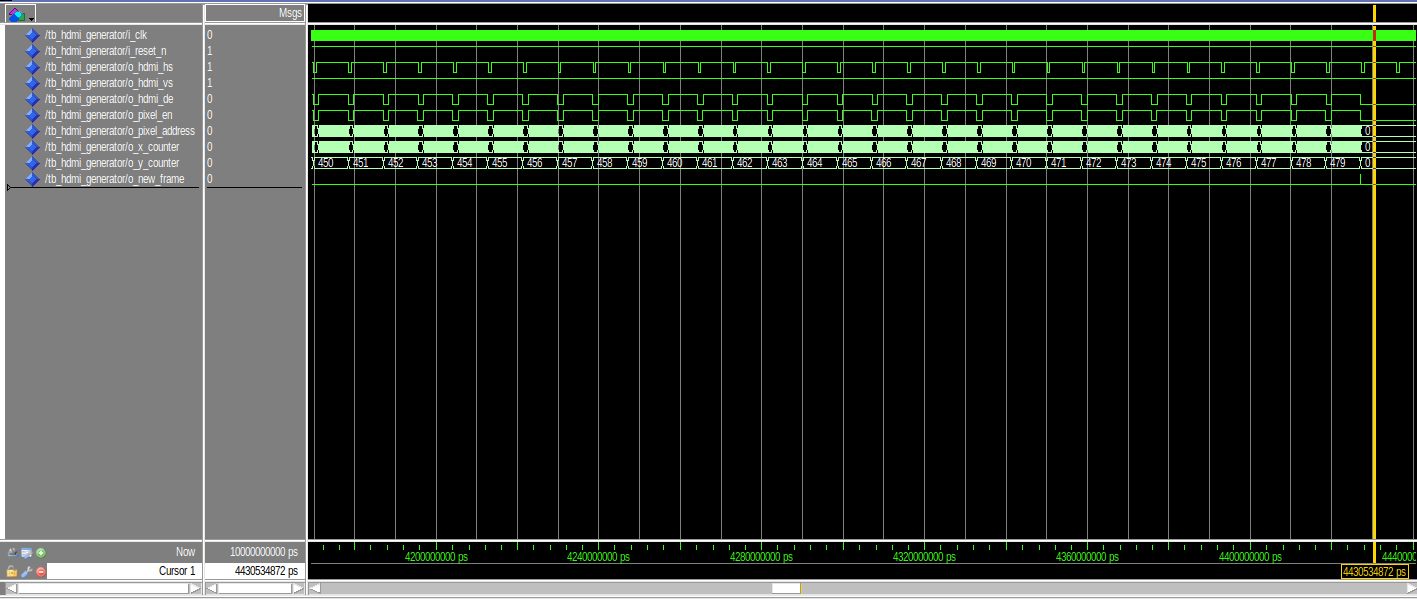 Msgs
/tb_hdmi_generator/i_clk 0
/tb_hdmi_generator/i_reset_n 1
/tb_hdmi_generator/o_hdmi_hs 1
/tb_hdmi_generator/o_hdmi_vs 1
/tb_hdmi_generator/o_hdmi_de 0
/tb_hdmi_generator/o_pixel_en 0
/tb_hdmi_generator/o_pixel_address 0 0
/tb_hdmi_generator/o_x_counter 0 0
/tb_hdmi_generator/o_y_counter 0 450 451 452 453 454 455 456 457 458 459 460 461 462 463 464 465 466 467 468 469 470 471 472 473 474 475 476 477 478 479 0
/tb_hdmi_generator/o_new_frame 0
Now 10000000000 ps 4200000000 ps 4240000000 ps 4280000000 ps 4320000000 ps 4360000000 ps 4400000000 ps 44400000
Cursor 1 4430534872 ps 4430534872 ps